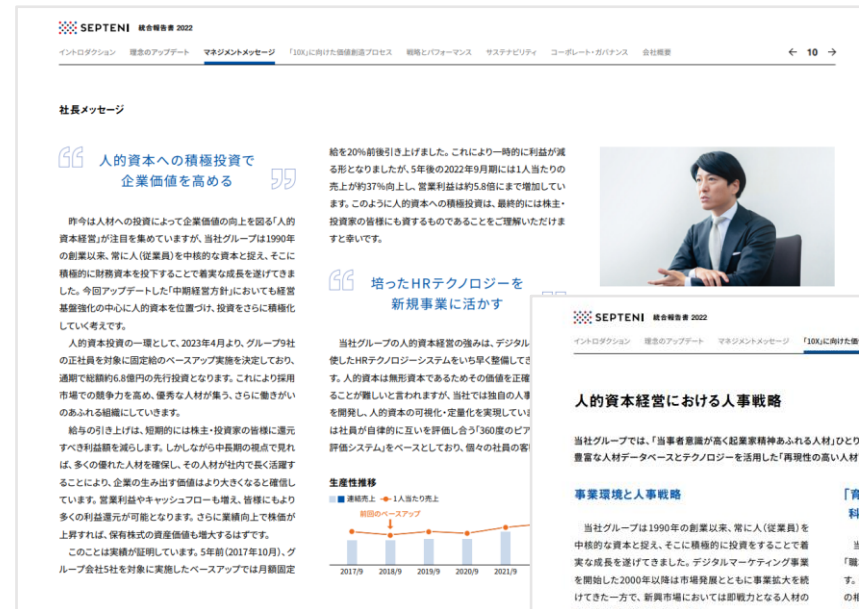 SEPTENI 統合報告書 2022
イントロダクション 理念のアップデート マネジメントメッセージ 「10X」に向けた価値創造プロセス 戦略とパフォーマンス サステナビリティ コーポレート・ガバナンス 会社概要 ← 10 →
社長メッセージ
人的資本への積極投資で
企業価値を高める
昨今は人材への投資によって企業価値の向上を図る「人的
資本経営」が注目を集めていますが、当社グループは1990年
の創業以来、常に人(従業員)を中核的な資本と捉え、そこに
積極的に財務資本を投下することで着実な成長を遂げてきま
した。今回アップデートした「中期経営方針」においても経営
基盤強化の中心に人的資本を位置づけ、投資をさらに積極化
していく考えです。
人的資本投資の一環として、2023年4月より、グループ9社
の正社員を対象に固定給のベースアップ実施を決定しており、
通期で総額約6.8億円の先行投資となります。これにより採用
市場での競争力を高め、優秀な人材が集う、さらに働きがい
のあふれる組織にしていきます。
給与の引き上げは、短期的には株主・投資家の皆様に還元
すべき利益額を減らします。しかしながら中長期の視点で見れ
ば、多くの優れた人材を確保し、その人が社内で長く活躍す
ることにより、企業の生み出す価値はより大きくなると確信し
ています。営業利益やキャッシュフローも増え、皆様にもより
多くの利益還元が可能となります。さらに業績向上で株価が
上昇すれば、保有株式の資産価値も増大するはずです。
このことは実績が証明しています。5年前(2017年10月)、グ
ループ会社5社を対象に実施したベースアップでは月額固定
給を20%前後引き上げました。これにより一時的に利益が減
る形となりましたが、5年後の2022年9月期には1人当たりの
売上が約37%向上し、営業利益は約5.8倍にまで増加してい
ます。このように人的資本への積極投資は、最終的には株主・
投資家の皆様にも資するものであることをご理解いただけま
すと幸いです。
培ったHRテクノロジーを
新規事業に活かす
当社グループの人的資本経営の強みは、デジタル
使したHRテクノロジーシステムをいち早く整備してき
す。人的資本は無形資本であるためその価値を正確
ることが難しいと言われますが、当社では独自の人事
を開発し、人的資本の可視化・定量化を実現していま
は社員が自律的に互いを評価し合う「360度のピア
評価システム」をベースとしており、個々の社員の客
生産性推移
連結売上 1人当たり売上
前回のベースアップ
2017/9 2018/9 2019/9 2020/9 2021/9
SEPTENI 統合報告書 2022
イントロダクション 理念のアップデート マネジメントメッセージ 「10X」に向けた価値
人的資本経営における人事戦略
当社グループでは、「当事者意識が高く起業家精神あふれる人材」ひとり
豊富な人材データベースとテクノロジーを活用した「再現性の高い人材
事業環境と人事戦略
当社グループは1990年の創業以来、常に人(従業員)を
中核的な資本と捉え、そこに積極的に投資をすることで着
実な成長を遂げてきました。デジタルマーケティング事業
を開始した2000年以降は市場発展とともに事業拡大を続
けてきた一方で、新興市場においては即戦力となる人材の
「育
科
当
「職
す。
の相